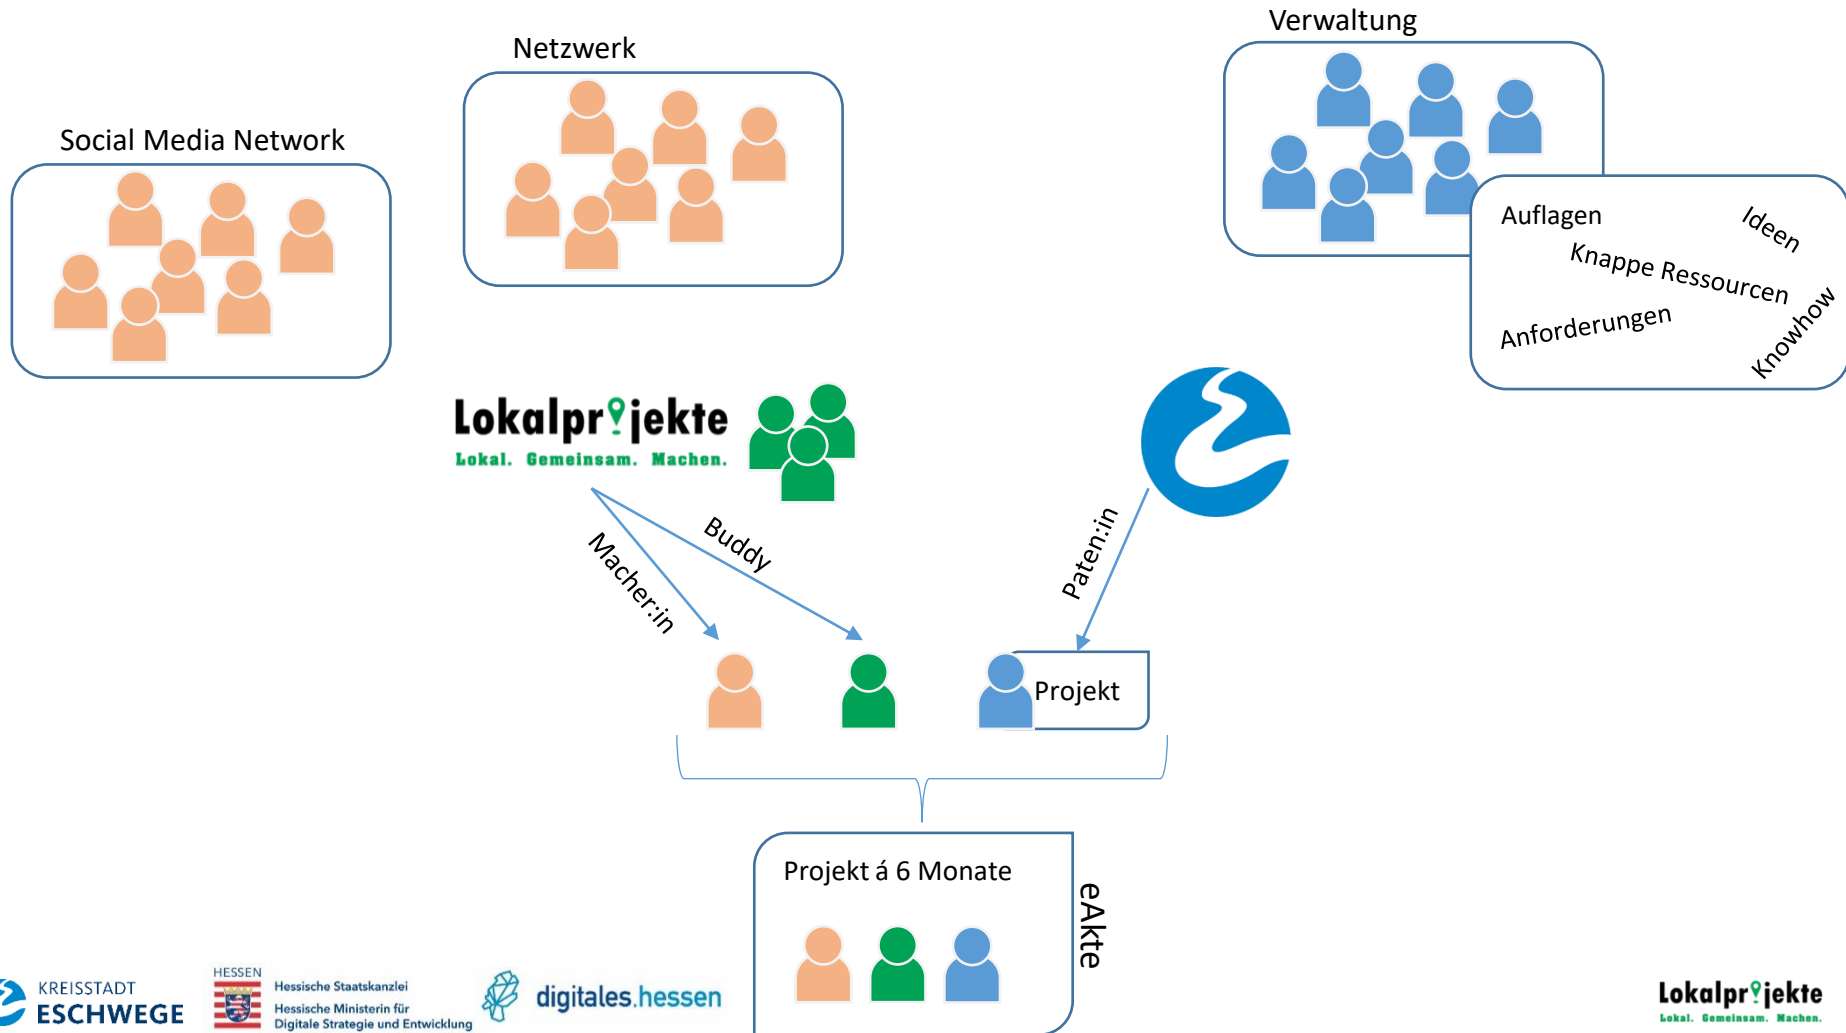 Verwaltung
Netzwerk
Social Media Network
Auflagen
Ideen
Knappe Ressourcen
Anforderungen
Knowhow
Lokalprojekte
Lokal. Gemeinsam. Machen.
Macher:in
Buddy
Paten:in
Projekt
Projekt á 6 Monate
eAkte
KREISSTADT
ESCHWEGE
HESSEN
Hessische Staatskanzlei
Hessische Ministerin für
Digitale Strategie und Entwicklung
digitales.hessen
Lokalprojekte
Lokal. Gemeinsam. Machen.